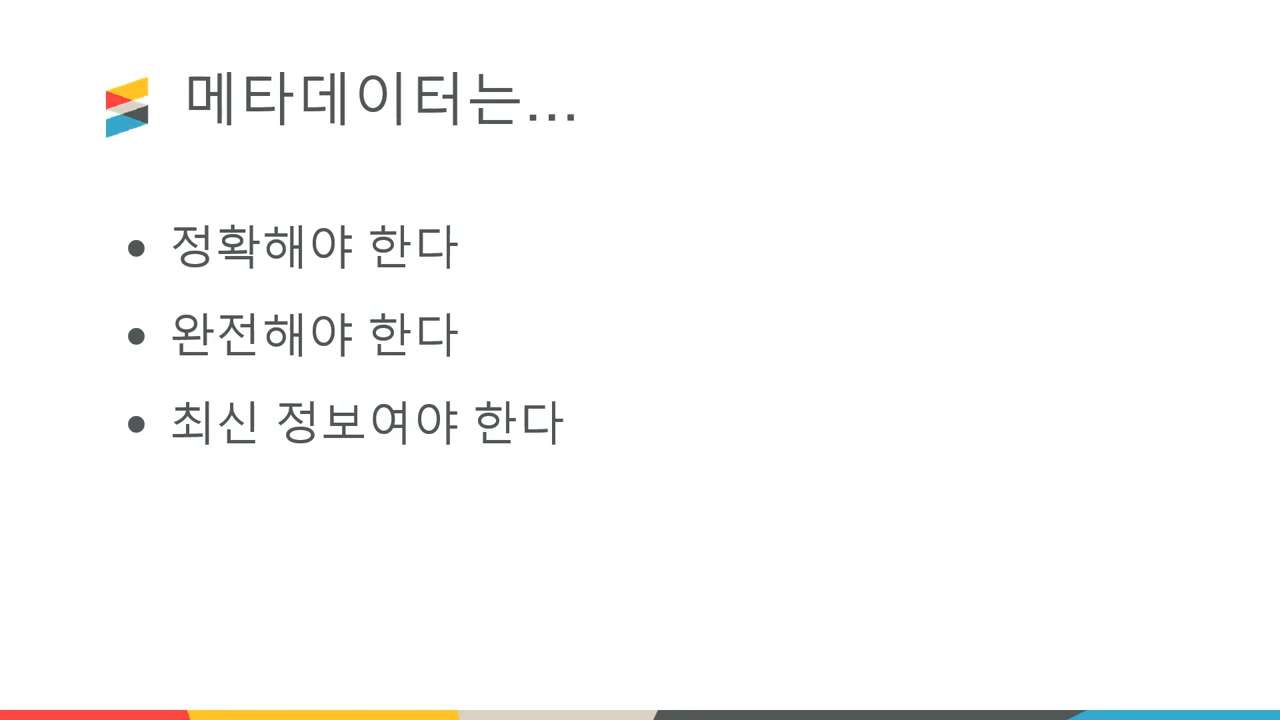 메타데이터는...
• 정확해야 한다
• 완전해야 한다
• 최신 정보여야 한다